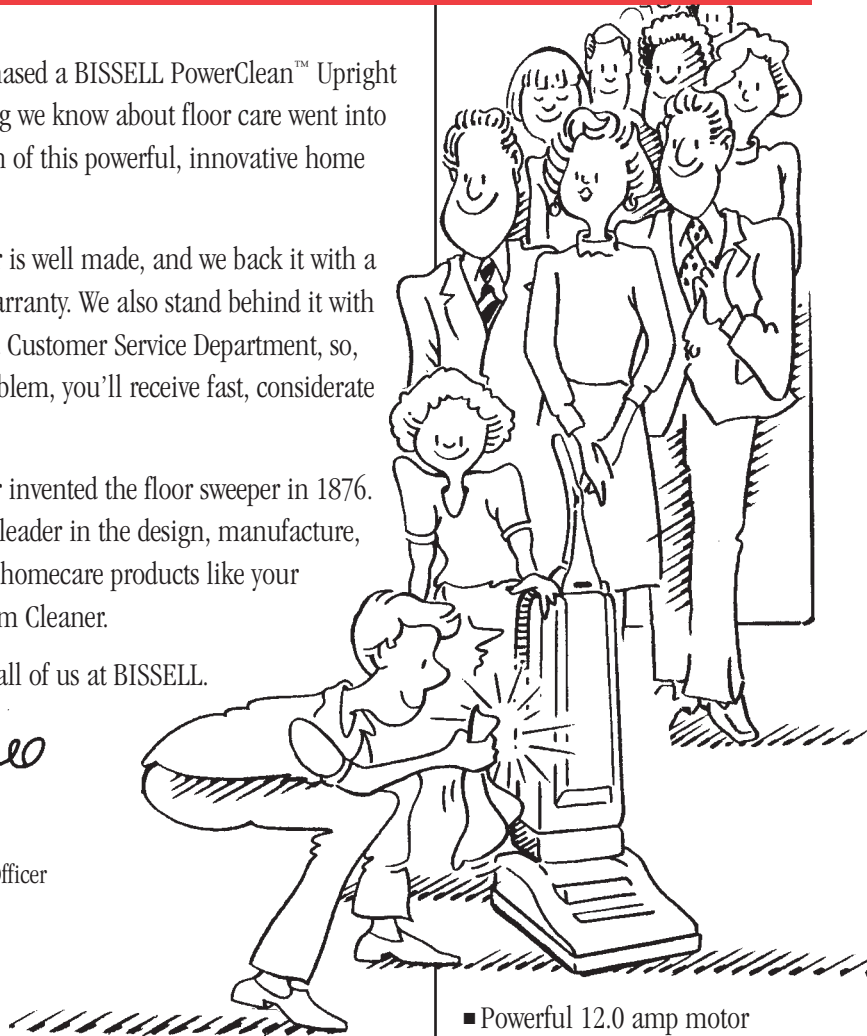 hased a BISSELL PowerClean™ Upright
g we know about floor care went into
n of this powerful, innovative home
r is well made, and we back it with a
arranty. We also stand behind it with
Customer Service Department, so,
oblem, you’ll receive fast, considerate
r invented the floor sweeper in 1876.
leader in the design, manufacture,
homecare products like your
m Cleaner.
all of us at BISSELL.
Officer
■ Powerful 12.0 amp motor